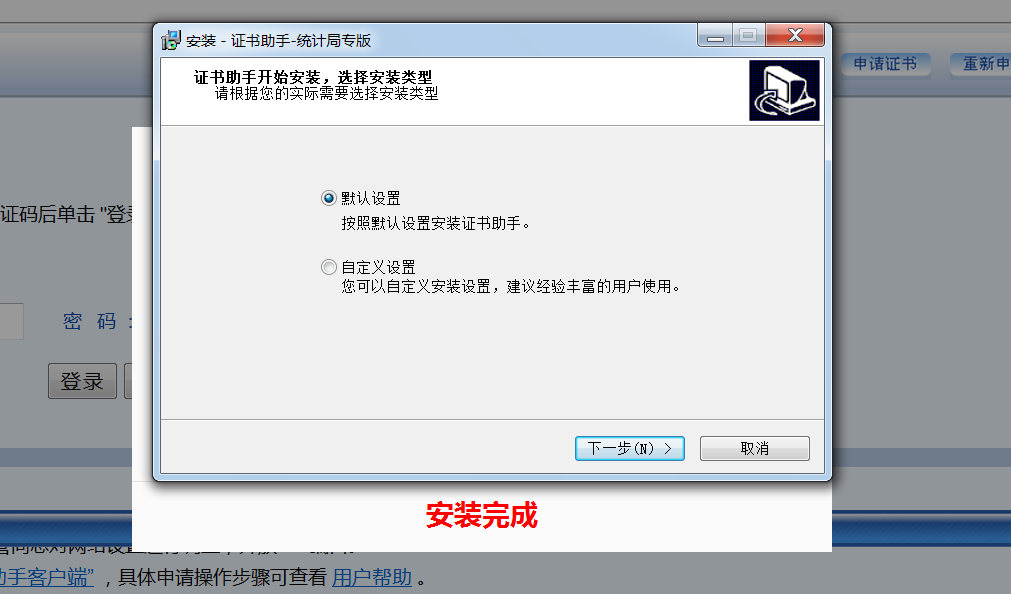 安装 - 证书助手-统计局专版
申请证书
重新申
证书助手开始安装，选择安装类型
请根据您的实际需要选择安装类型
默认设置
按照默认设置安装证书助手。
证码后单击 "登录
自定义设置
您可以自定义安装设置，建议经验丰富的用户使用。
密 码 :
登录
下一步(N) >
取消
安装完成
助手客户端” ，具体申请操作步骤可查看 用户帮助 。